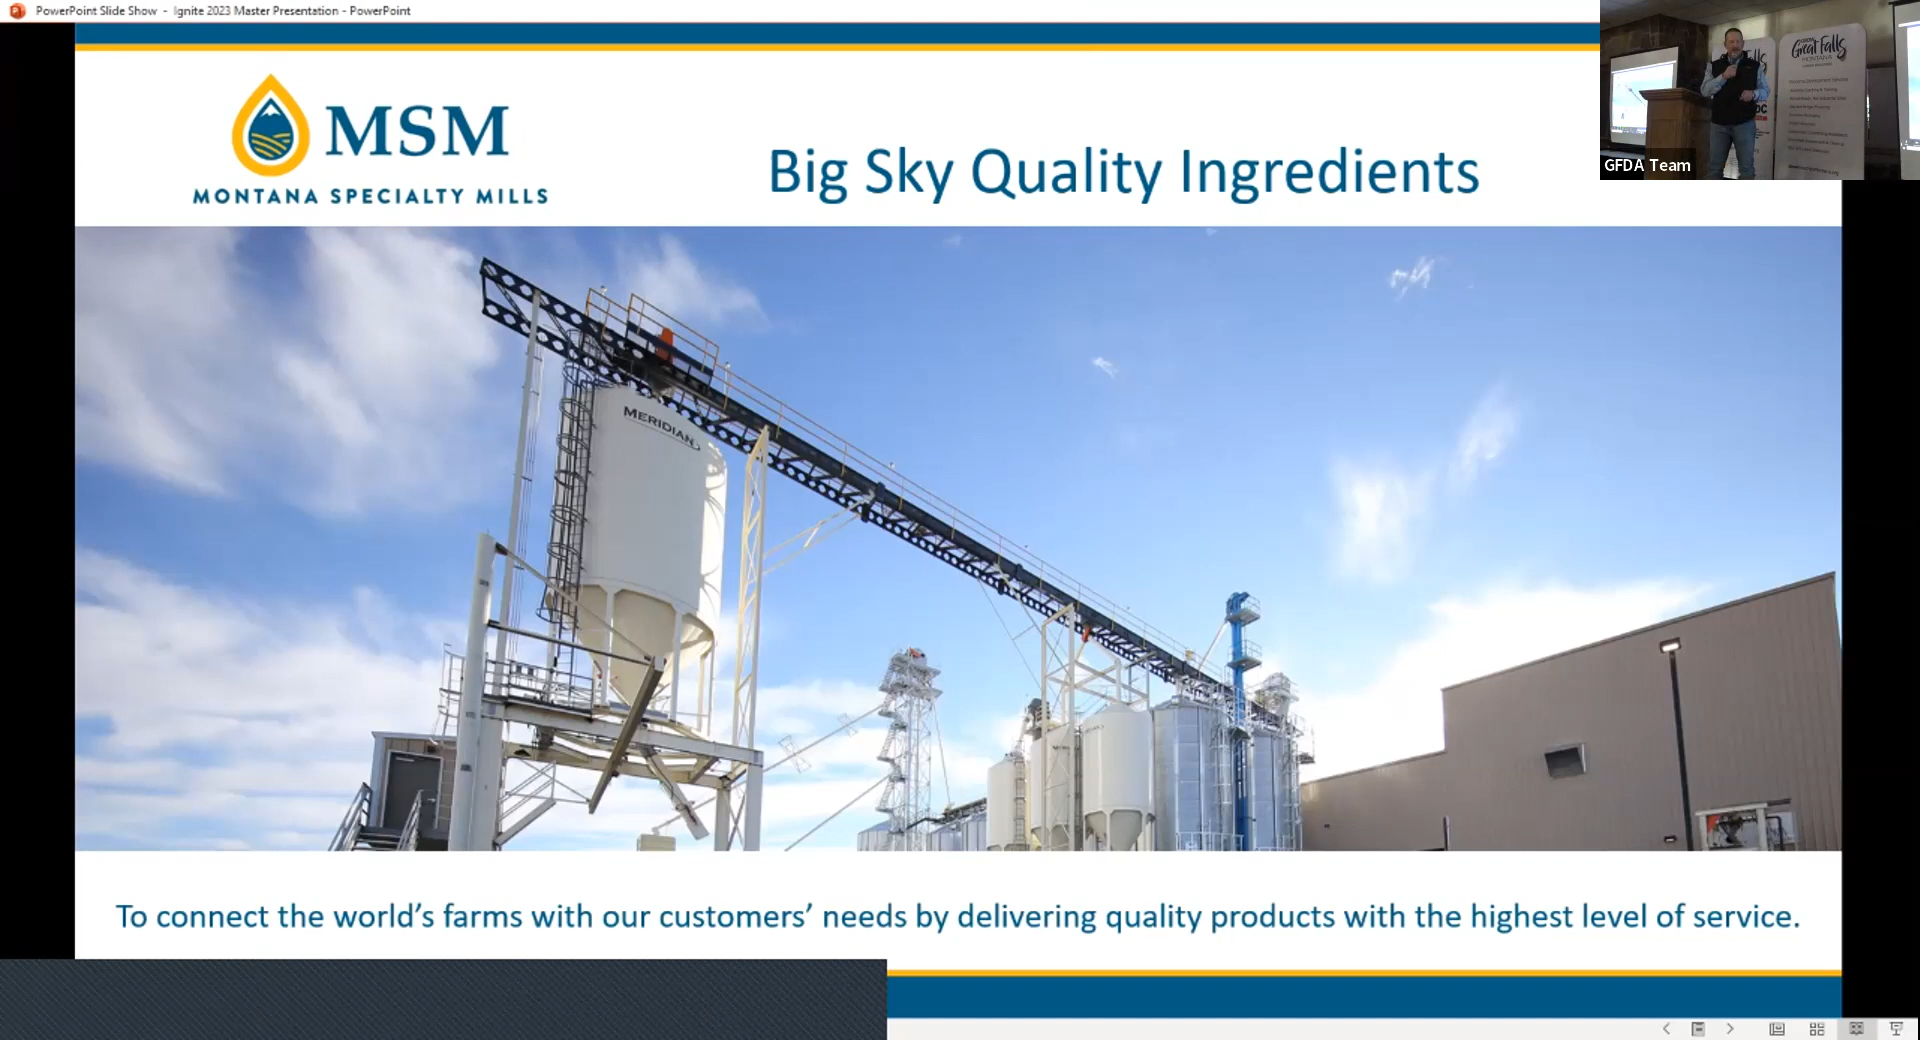 PowerPoint Slide Show - Ignite 2023 Master Presentation - PowerPoint
MSM
MONTANA SPECIALTY MILLS
Big Sky Quality Ingredients
Great Falls
MONTANA
GFDA Team
MERIDIAN
To connect the world's farms with our customers' needs by delivering quality products with the highest level of service.